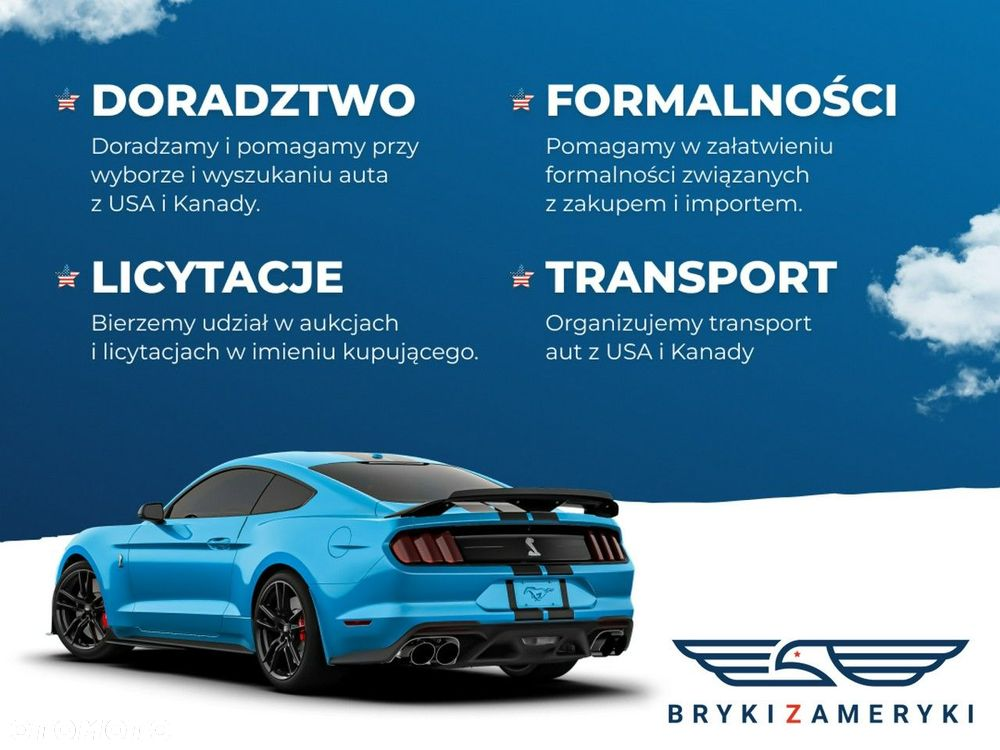 DORADZTWO
Doradzamy i pomagamy przy
wyborze i wyszukaniu auta
z USA i Kanady.
FORMALNOŚCI
Pomagamy w załatwieniu
formalności związanych
z zakupem i importem.
LICYTACJE
Bierzemy udział w aukcjach
i licytacjach w imieniu kupującego.
TRANSPORT
Organizujemy transport
aut z USA i Kanady
BRYKIZAMERYKI